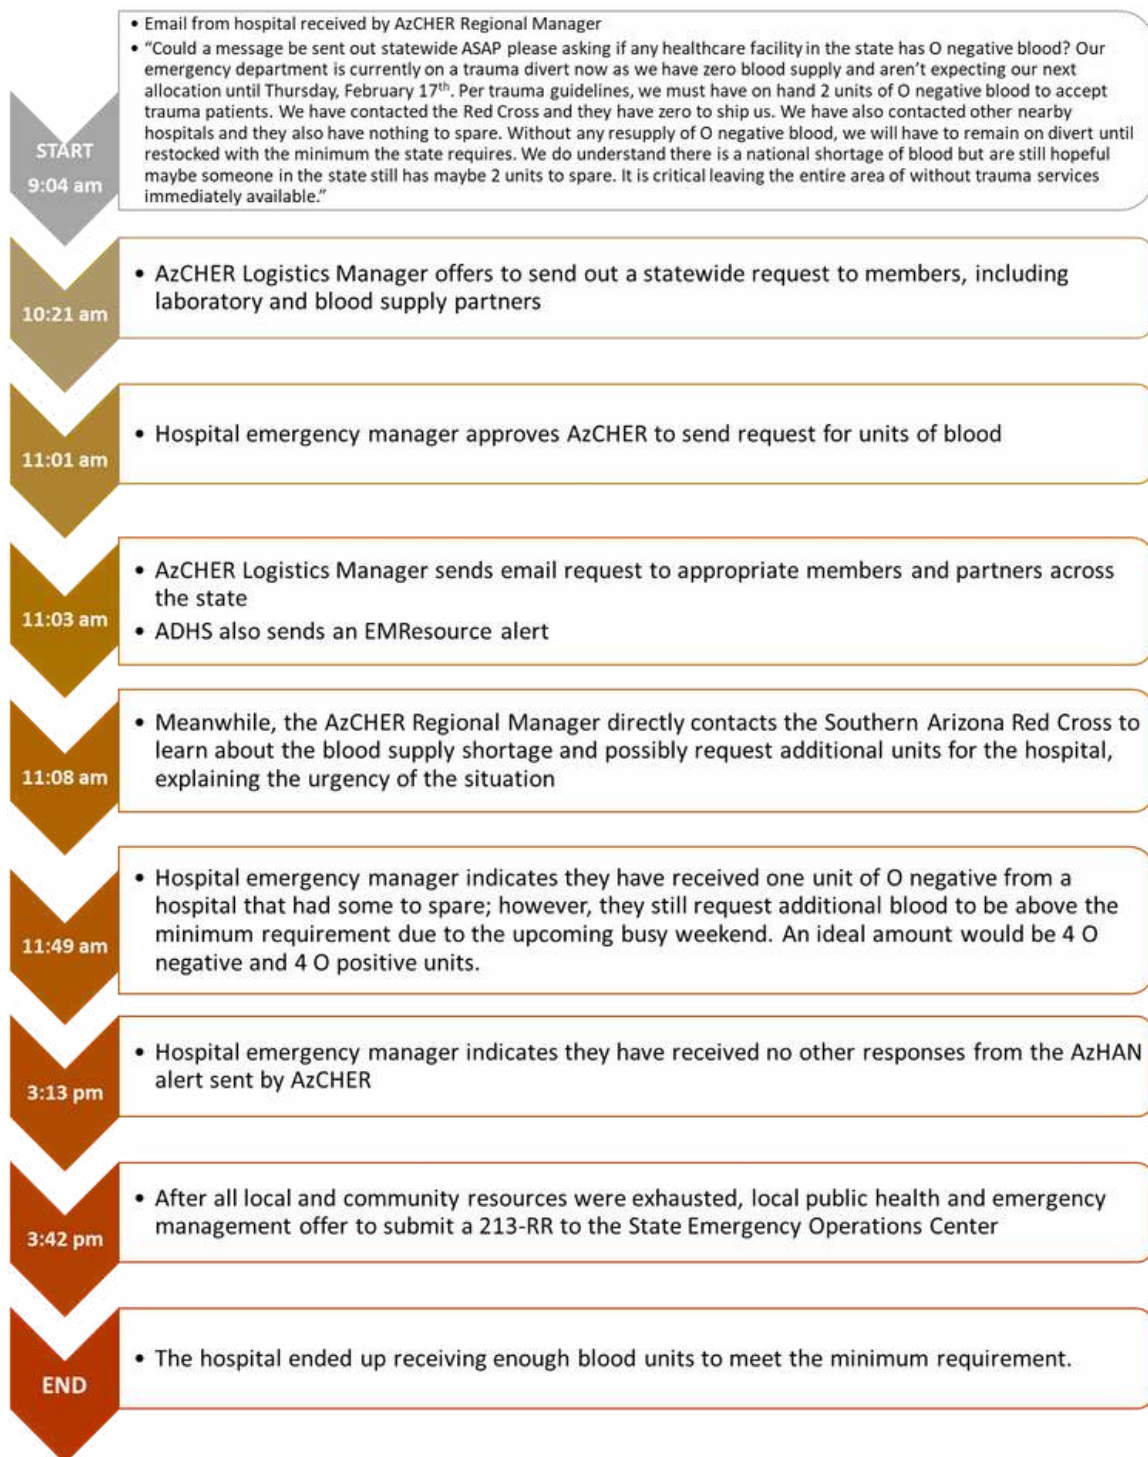 • Email from hospital received by AzCHER Regional Manager
• “Could a message be sent out statewide ASAP please asking if any healthcare facility in the state has O negative blood? Our
emergency department is currently on a trauma divert now as we have zero blood supply and aren’t expecting our next
allocation until Thursday, February 17th. Per trauma guidelines, we must have on hand 2 units of O negative blood to accept
trauma patients. We have contacted the Red Cross and they have zero to ship us. We have also contacted other nearby
hospitals and they also have nothing to spare. Without any resupply of O negative blood, we will have to remain on divert until
restocked with the minimum the state requires. We do understand there is a national shortage of blood but are still hopeful
maybe someone in the state still has maybe 2 units to spare. It is critical leaving the entire area of without trauma services
immediately available.”
START
9:04 am
• AzCHER Logistics Manager offers to send out a statewide request to members, including
laboratory and blood supply partners
10:21 am
• Hospital emergency manager approves AzCHER to send request for units of blood
11:01 am
• AzCHER Logistics Manager sends email request to appropriate members and partners across
the state
• ADHS also sends an EMResource alert
11:03 am
• Meanwhile, the AzCHER Regional Manager directly contacts the Southern Arizona Red Cross to
learn about the blood supply shortage and possibly request additional units for the hospital,
explaining the urgency of the situation
11:08 am
• Hospital emergency manager indicates they have received one unit of O negative from a
hospital that had some to spare; however, they still request additional blood to be above the
minimum requirement due to the upcoming busy weekend. An ideal amount would be 4 O
negative and 4 O positive units.
11:49 am
• Hospital emergency manager indicates they have received no other responses from the AzHAN
alert sent by AzCHER
3:13 pm
• After all local and community resources were exhausted, local public health and emergency
management offer to submit a 213-RR to the State Emergency Operations Center
3:42 pm
• The hospital ended up receiving enough blood units to meet the minimum requirement.
END